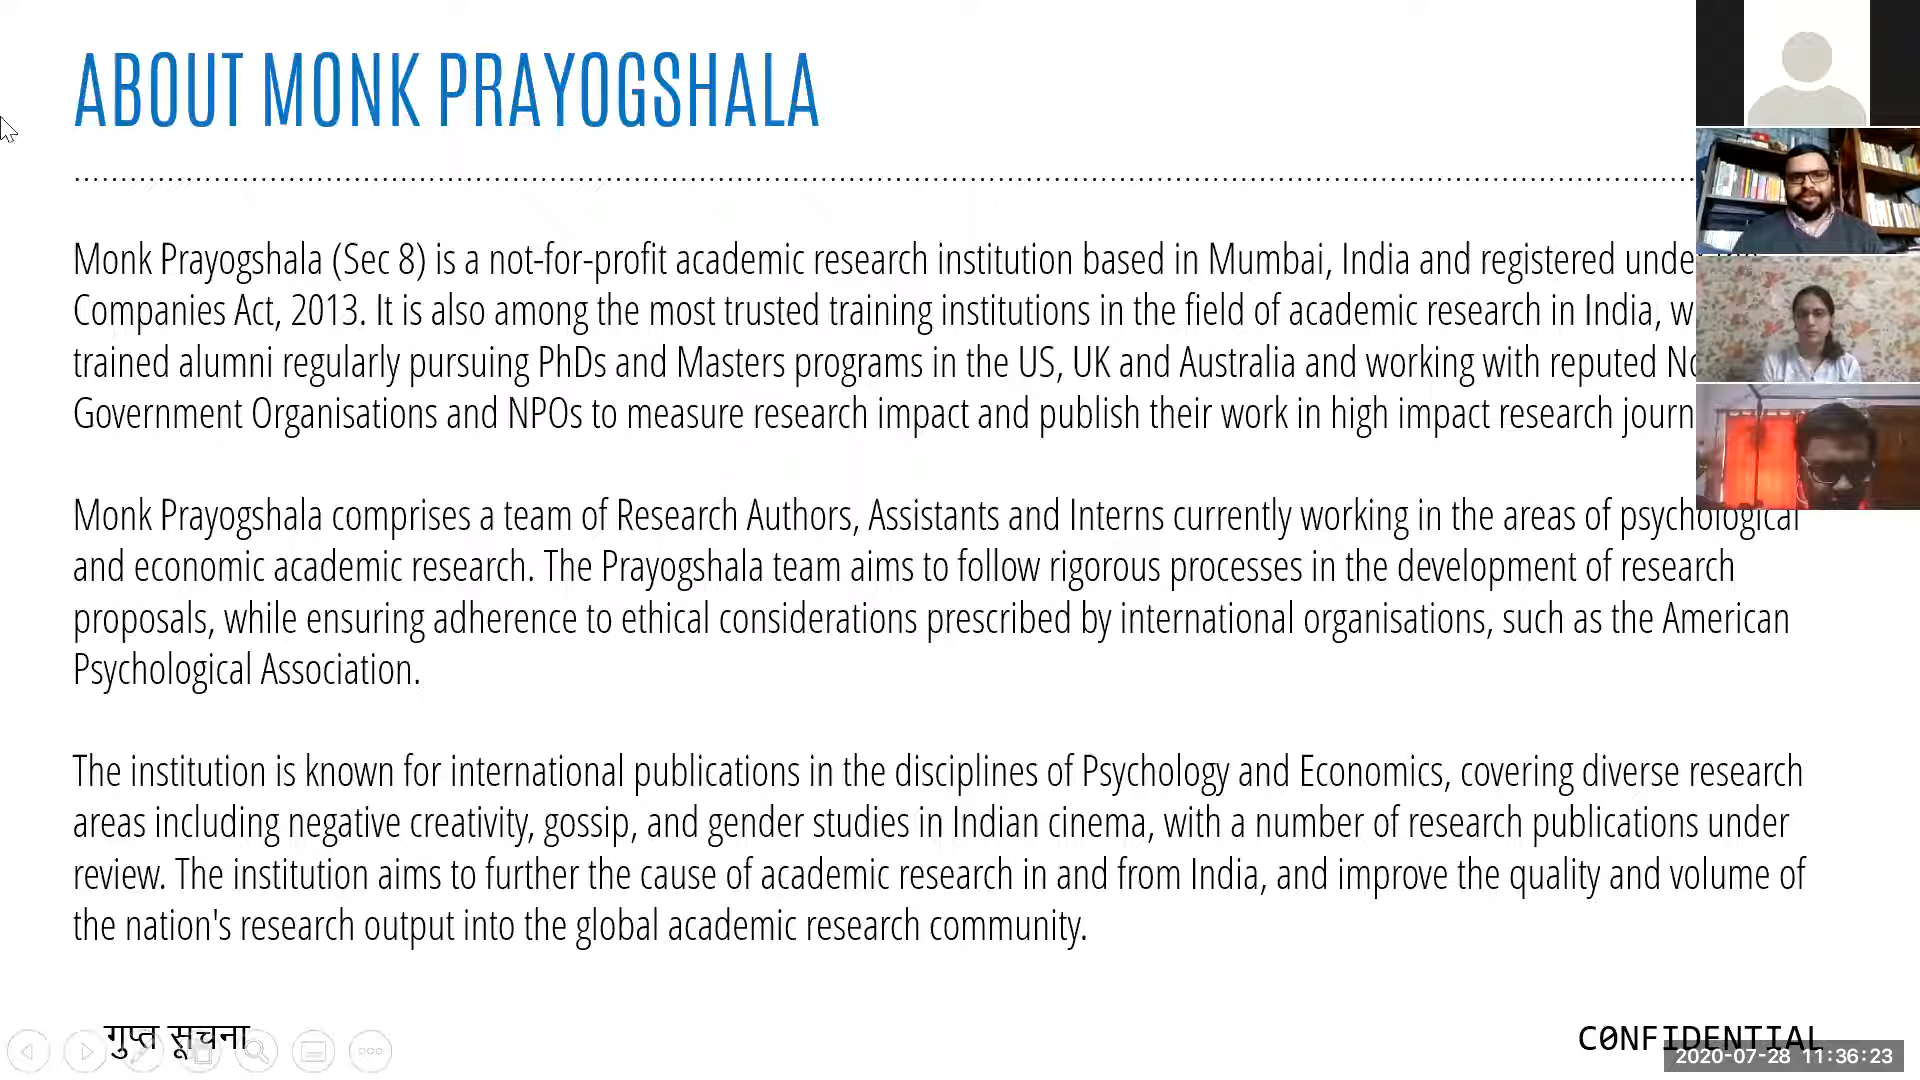 ABOUT MONK PRAYOGSHALA
Monk Prayogshala (Sec 8) is a not-for-profit academic research institution based in Mumbai, India and registered under
Companies Act, 2013. It is also among the most trusted training institutions in the field of academic research in India,
trained alumni regularly pursuing PhDs and Masters programs in the US, UK and Australia and working with reputed
Government Organisations and NPOs to measure research impact and publish their work in high impact research
Monk Prayogshala comprises a team of Research Authors, Assistants and Interns currently working in the areas of psychological
and economic academic research. The Prayogshala team aims to follow rigorous processes in the development of research
proposals, while ensuring adherence to ethical considerations prescribed by international organisations, such as the American
Psychological Association.
The institution is known for international publications in the disciplines of Psychology and Economics, covering diverse research
areas including negative creativity, gossip, and gender studies in Indian cinema, with a number of research publications under
review. The institution aims to further the cause of academic research in and from India, and improve the quality and volume of
the nation's research output into the global academic research community.
गुप्त सूचना
CONFIDENTIAL
2020-07-28 11:36:23